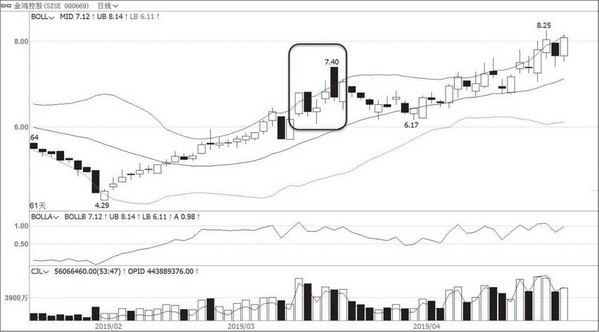 金鸿控股(SZSE 000669) 日线
BOLL MID 7.12↑ UB 8.14↑ LB 6.11↑
8.25
8.00
7.40
6.00
6.17
64
61天
4.29
BOLLA BOLLB 7.12↑ UB 8.14↑ LB 6.11↑ A 0.98↑
1.00
0.50
CJL 56066460.00(53:47)↑ OPID 443889376.00↑
3900万
2019/02 2019/03 2019/04